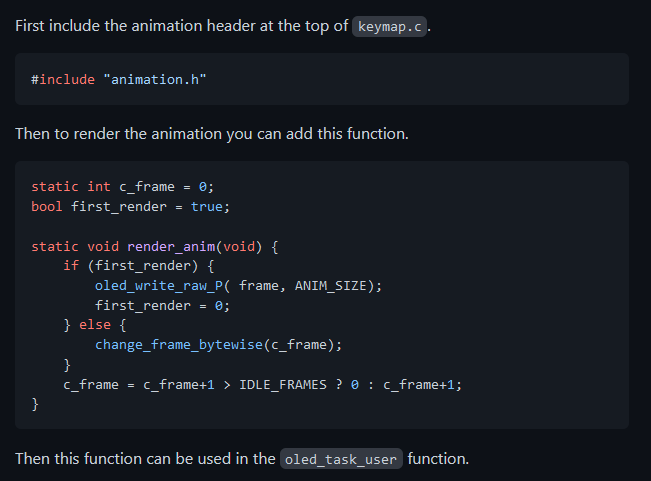 First include the animation header at the top of keymap.c.
#include "animation.h"
Then to render the animation you can add this function.
static int c_frame = 0;
bool first_render = true;
static void render_anim(void) {
    if (first_render) {
        oled_write_raw_P( frame, ANIM_SIZE);
        first_render = 0;
    } else {
        change_frame_bytewise(c_frame);
    }
    c_frame = c_frame+1 > IDLE_FRAMES ? 0 : c_frame+1;
}
Then this function can be used in the oled_task_user function.